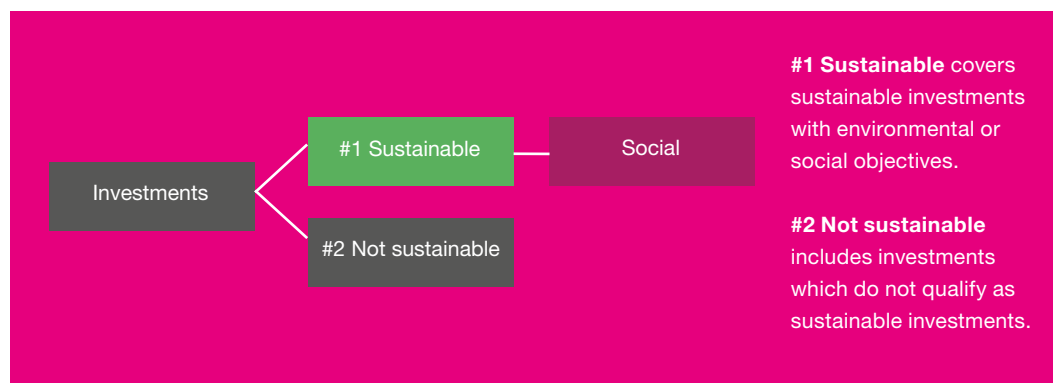 Investments
#1 Sustainable
Social
#2 Not sustainable
#1 Sustainable covers
sustainable investments
with environmental or
social objectives.
#2 Not sustainable
includes investments
which do not qualify as
sustainable investments.